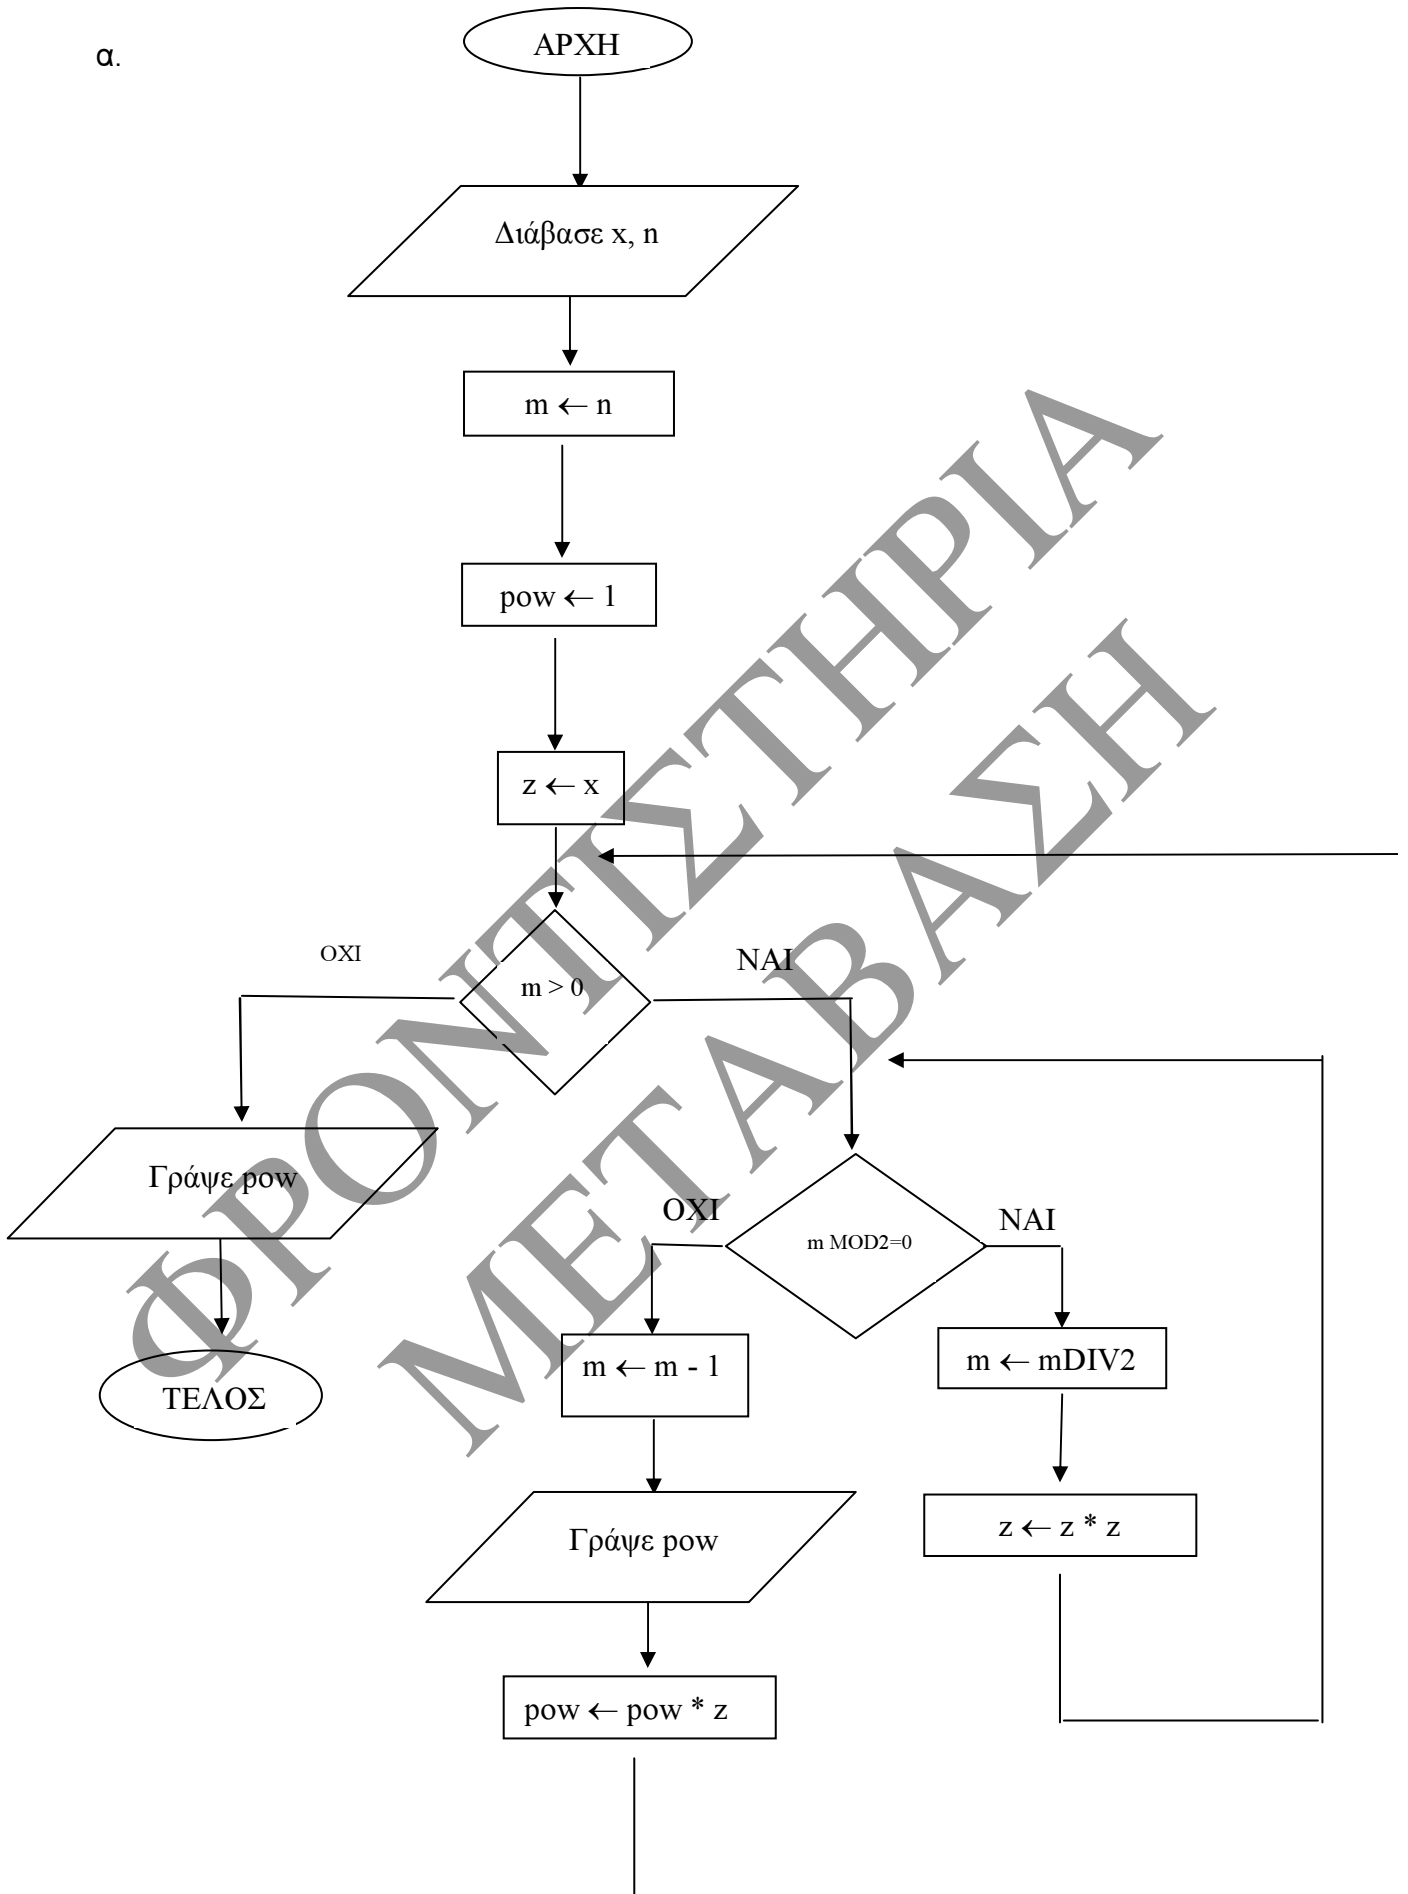 α.
ΑΡΧΗ
Διάβασε x, n
m ← n
pow ← 1
z ← x
ΟΧΙ
ΝΑΙ
m > 0
Γράψε pow
ΟΧΙ
ΝΑΙ
m MOD2=0
m ← m - 1
m ← mDIV2
ΤΕΛΟΣ
Γράψε pow
z ← z * z
pow ← pow * z
ΦΡΟΝΤΙΣΤΗΡΙΑ
ΜΕΤΑΒΑΣΗ